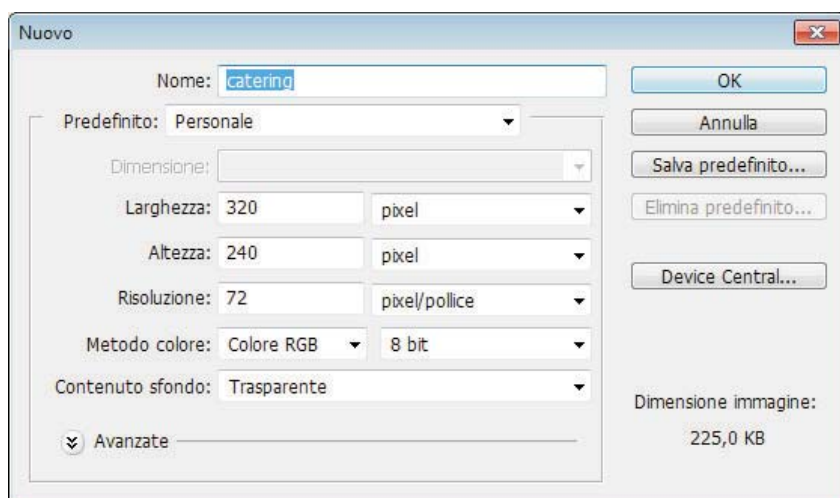 Nuovo
Nome: catering
OK
Predefinito: Personale
Annulla
Dimensione:
Salva predefinito...
Larghezza: 320 pixel
Elimina predefinito...
Altezza: 240 pixel
Device Central...
Risoluzione: 72 pixel/pollice
Metodo colore: Colore RGB 8 bit
Contenuto sfondo: Trasparente
Dimensione immagine:
225,0 KB
Avanzate